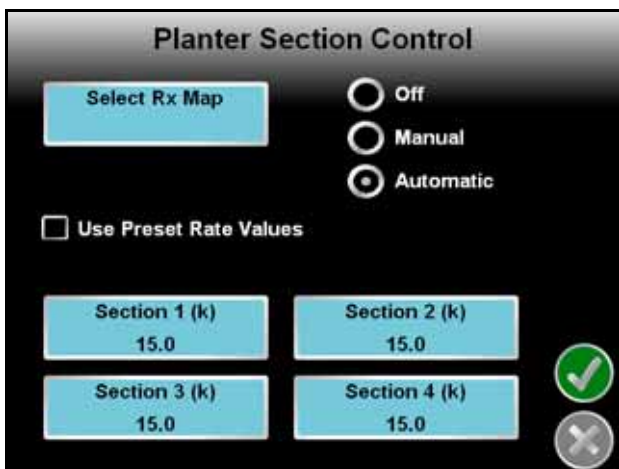 Planter Section Control
Select Rx Map
Off
Manual
Automatic
Use Preset Rate Values
Section 1 (k)
15.0
Section 2 (k)
15.0
Section 3 (k)
15.0
Section 4 (k)
15.0